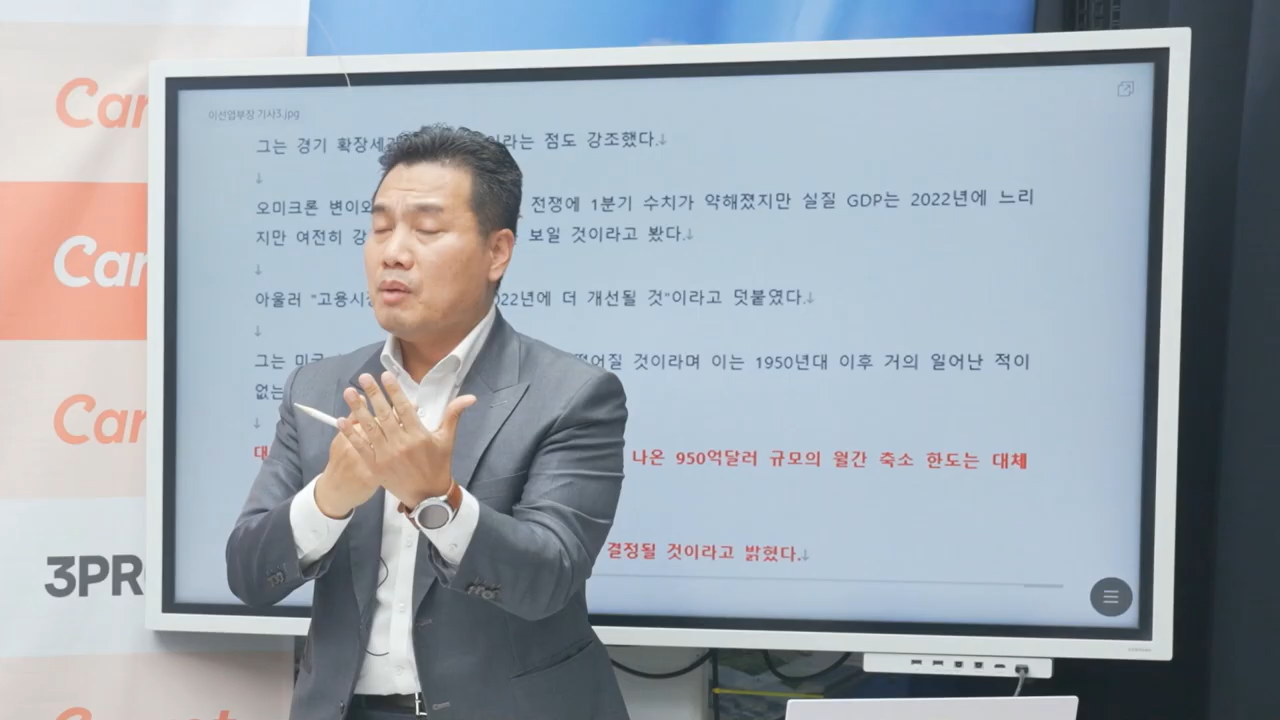 이선엽부장 기사3.jpg
그는 경기 확장세가 이라는 점도 강조했다.↓
↓
오미크론 변이와 전쟁에 1분기 수치가 약해졌지만 실질 GDP는 2022년에 느리
지만 여전히 강 보일 것이라고 봤다.↓
↓
아울러 "고용시장 2022년에 더 개선될 것"이라고 덧붙였다.↓
↓
그는 미국 떨어질 것이라며 이는 1950년대 이후 거의 일어난 적이
없는
↓
대 나온 950억달러 규모의 월간 축소 한도는 대체
결정될 것이라고 밝혔다.↓
Car
Car
Car
3PR
SAMSUNG